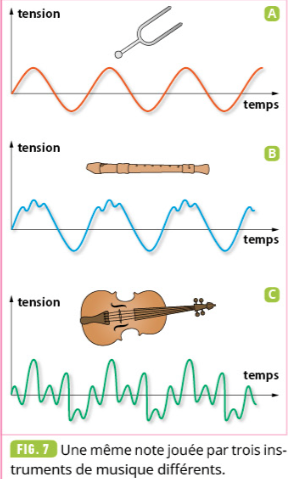 tension
A
temps
tension
B
temps
tension
C
temps
FIG. 7 Une même note jouée par trois ins-
truments de musique différents.